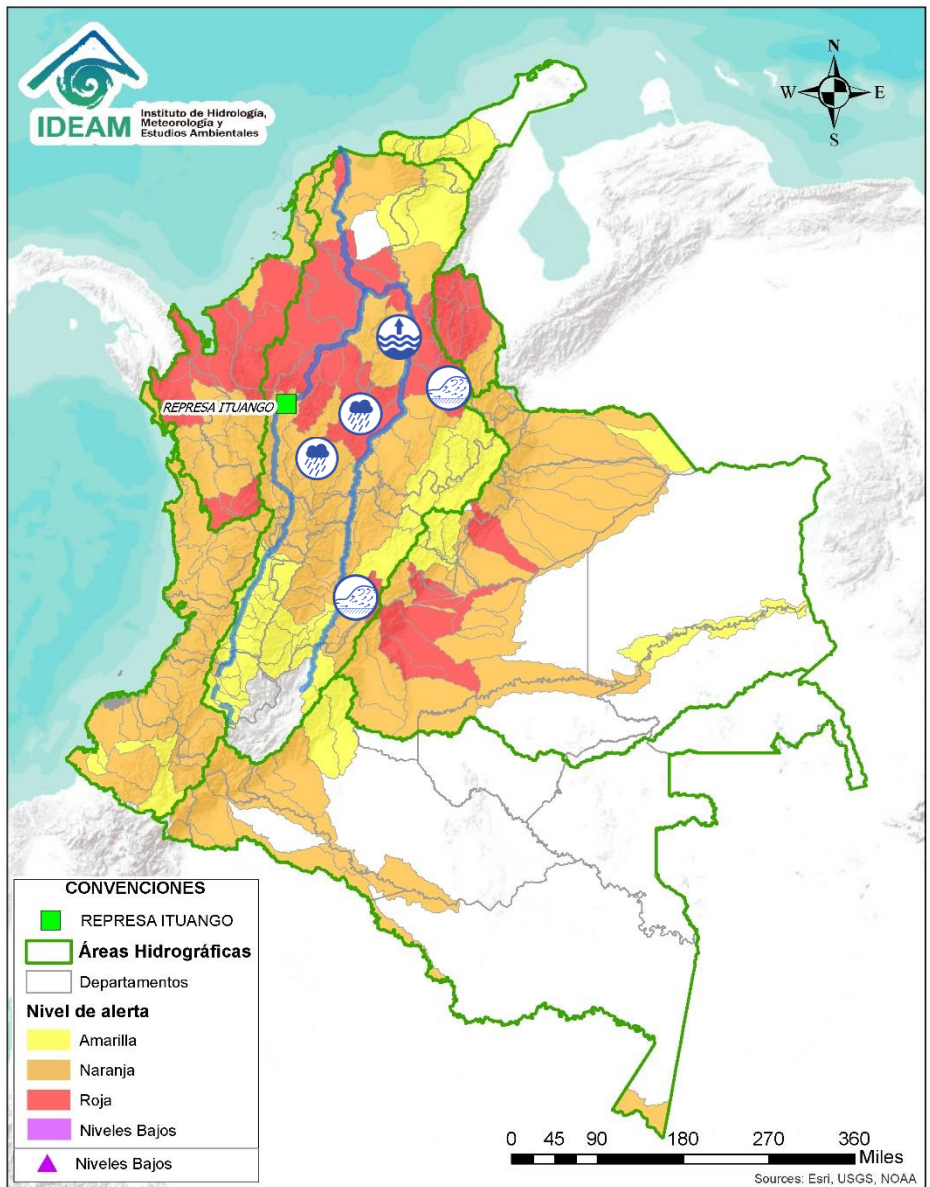 IDEAM
Instituto de Hidrología,
Meteorología y
Estudios Ambientales
N
W
E
S
REPRESA ITUANGO
CONVENCIONES
REPRESA ITUANGO
Áreas Hidrográficas
Departamentos
Nivel de alerta
Amarilla
Naranja
Roja
Niveles Bajos
Niveles Bajos
0 45 90 180 270 360
Miles
Sources: Esri, USGS, NOAA